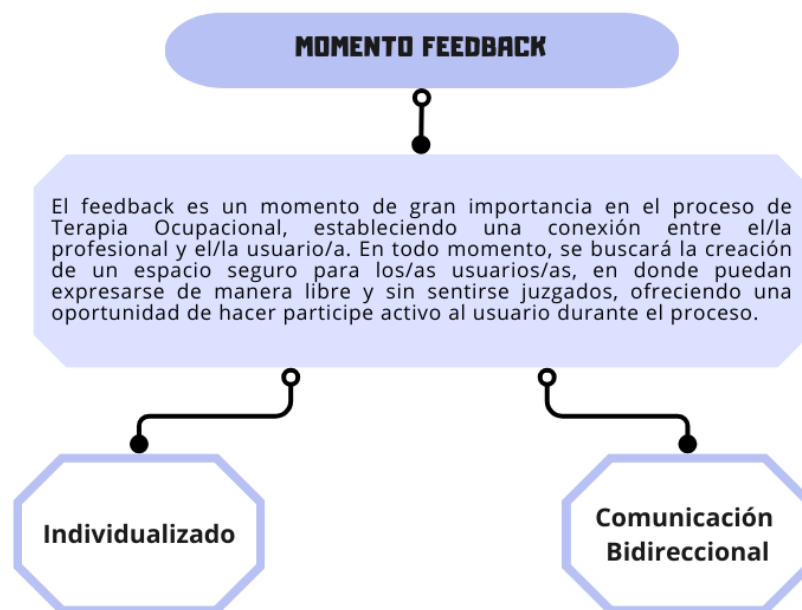 MOMENTO FEEDBACK
El feedback es un momento de gran importancia en el proceso de
Terapia Ocupacional, estableciendo una conexión entre el/la
profesional y el/la usuario/a. En todo momento, se buscará la creación
de un espacio seguro para los/as usuarios/as, en donde puedan
expresarse de manera libre y sin sentirse juzgados, ofreciendo una
oportunidad de hacer participe activo al usuario durante el proceso.
Individualizado
Comunicación
Bidireccional